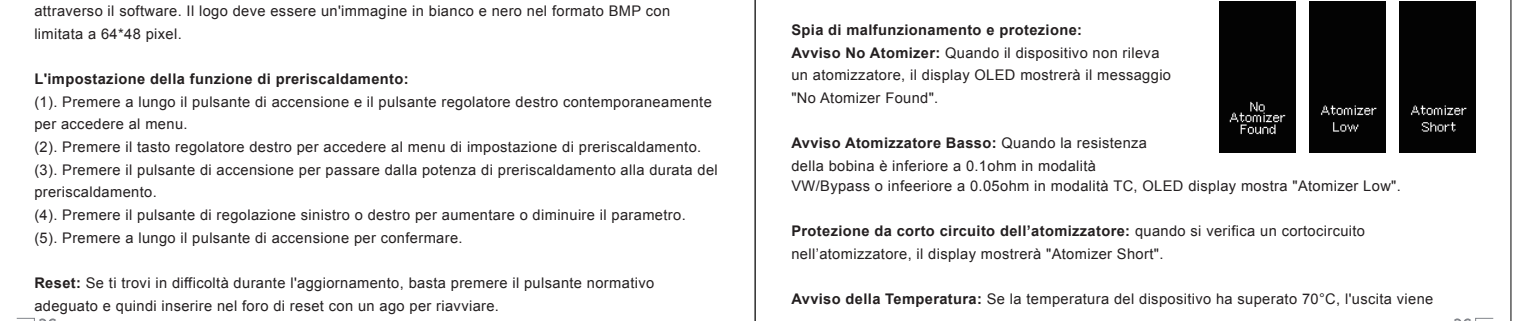 attraverso il software. Il logo deve essere un'immagine in bianco e nero nel formato BMP con
limitata a 64*48 pixel.
L'impostazione della funzione di preriscaldamento:
(1). Premere a lungo il pulsante di accensione e il pulsante regolatore destro contemporaneamente
per accedere al menu.
(2). Premere il tasto regolatore destro per accedere al menu di impostazione di preriscaldamento.
(3). Premere il pulsante di accensione per passare dalla potenza di preriscaldamento alla durata del
preriscaldamento.
(4). Premere il pulsante di regolazione sinistro o destro per aumentare o diminuire il parametro.
(5). Premere a lungo il pulsante di accensione per confermare.
Reset: Se ti trovi in difficoltà durante l'aggiornamento, basta premere il pulsante normativo
adeguato e quindi inserire nel foro di reset con un ago per riavviare.
Spia di malfunzionamento e protezione:
Avviso No Atomizer: Quando il dispositivo non rileva
un atomizzatore, il display OLED mostrerà il messaggio
"No Atomizer Found".
Avviso Atomizzatore Basso: Quando la resistenza
della bobina è inferiore a 0.1ohm in modalità
VW/Bypass o infeeriore a 0.05ohm in modalità TC, OLED display mostra "Atomizer Low".
Protezione da corto circuito dell’atomizzatore: quando si verifica un cortocircuito
nell’atomizzatore, il display mostrerà "Atomizer Short".
Avviso della Temperatura: Se la temperatura del dispositivo ha superato 70°C, l'uscita viene
No
Atomizer
Found
Atomizer
Low
Atomizer
Short